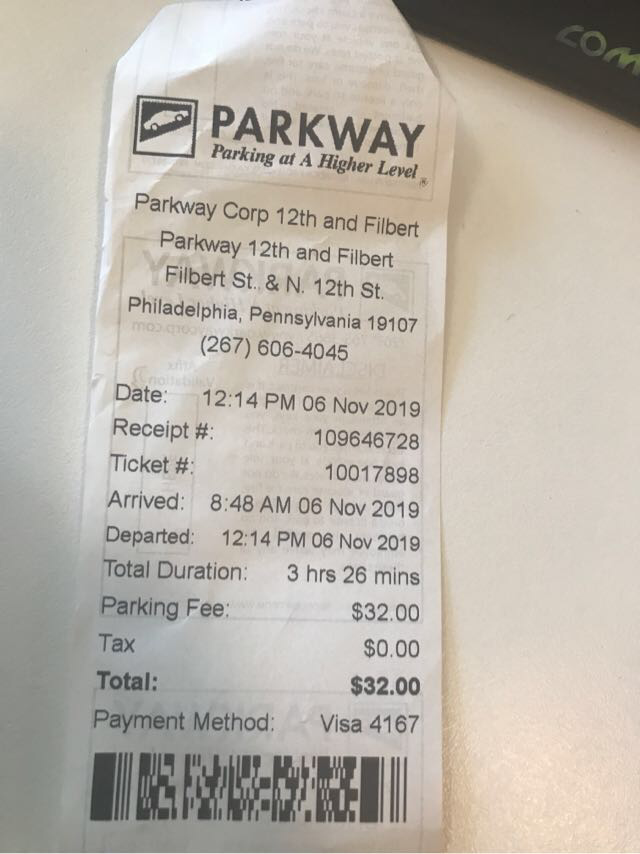 com
PARKWAY
Parking at A Higher Level®
Parkway Corp 12th and Filbert
Parkway 12th and Filbert
Filbert St. & N. 12th St.
Philadelphia, Pennsylvania 19107
(267) 606-4045
Date: 12:14 PM 06 Nov 2019
Receipt #: 109646728
Ticket #: 10017898
Arrived: 8:48 AM 06 Nov 2019
Departed: 12:14 PM 06 Nov 2019
Total Duration: 3 hrs 26 mins
Parking Fee: $32.00
Tax $0.00
Total: $32.00
Payment Method: Visa 4167